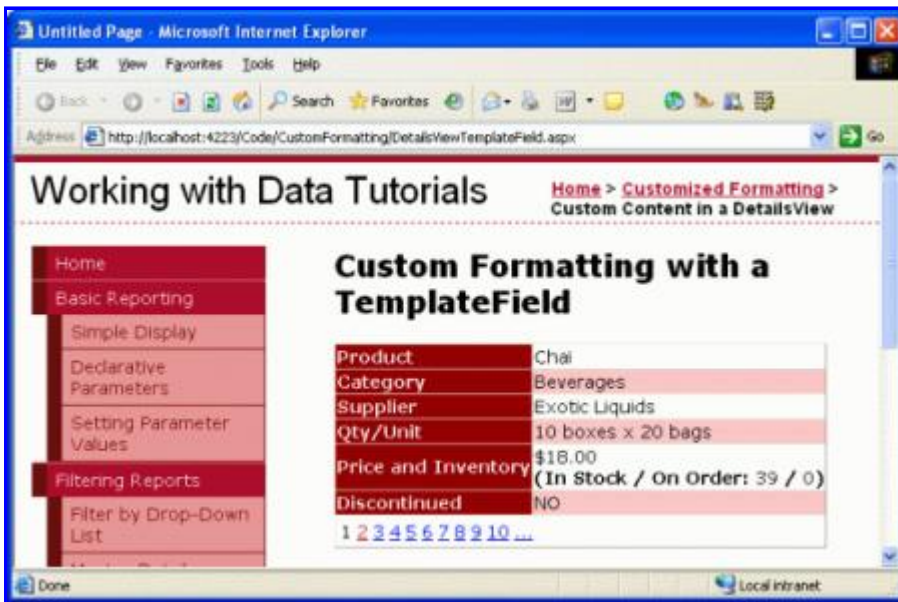 Untitled Page - Microsoft Internet Explorer
File Edit View Favorites Tools Help
Back Search Favorites
Address http://localhost:4223/Code/CustomFormatting/DetailsViewTemplateField.aspx Go
Working with Data Tutorials
Home > Customized Formatting >
Custom Content in a DetailsView
Home
Basic Reporting
Simple Display
Declarative
Parameters
Setting Parameter
Values
Filtering Reports
Filter by Drop-Down
List
Custom Formatting with a
TemplateField
Product Chai
Category Beverages
Supplier Exotic Liquids
Qty/Unit 10 boxes x 20 bags
Price and Inventory $18.00
(In Stock / On Order: 39 / 0)
Discontinued NO
1 2 3 4 5 6 7 8 9 10 ...
Done Local intranet